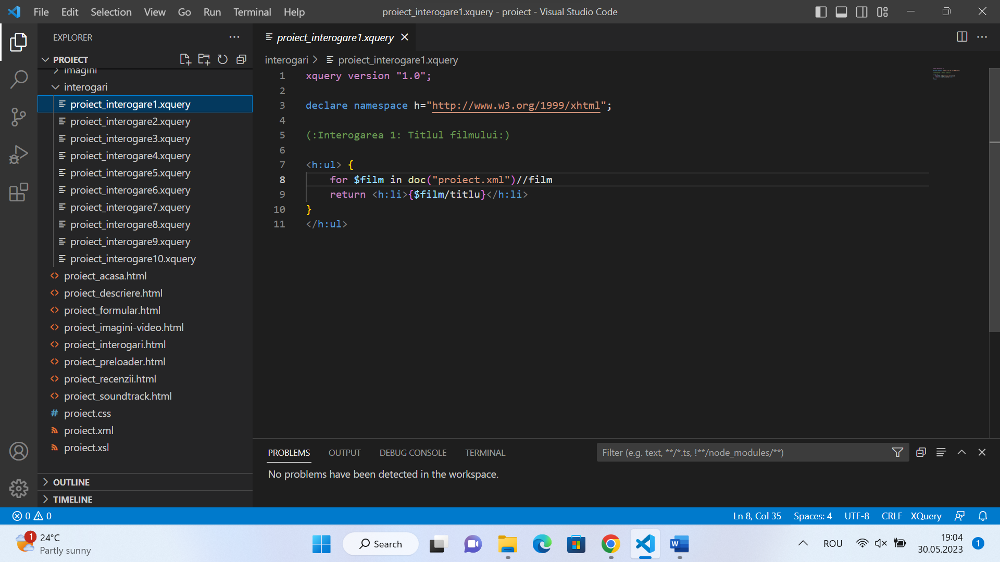 File Edit Selection View Go Run Terminal Help
proiect_interogare1.xquery - proiect - Visual Studio Code
EXPLORER
PROIECT
imagini
interogari
proiect_interogare1.xquery
proiect_interogare2.xquery
proiect_interogare3.xquery
proiect_interogare4.xquery
proiect_interogare5.xquery
proiect_interogare6.xquery
proiect_interogare7.xquery
proiect_interogare8.xquery
proiect_interogare9.xquery
proiect_interogare10.xquery
proiect_acasa.html
proiect_descriere.html
proiect_formular.html
proiect_imagini-video.html
proiect_interogari.html
proiect_preloader.html
proiect_recenzii.html
proiect_soundtrack.html
# proiect.css
proiect.xml
proiect.xsl
OUTLINE
TIMELINE
proiect_interogare1.xquery
interogari > proiect_interogare1.xquery
1 xquery version "1.0";
2
3 declare namespace h="http://www.w3.org/1999/xhtml";
4
5 (:Interogarea 1: Titlul filmului:)
6
7 <h:ul> {
8 for $film in doc("proiect.xml")//film
9 return <h:li>{$film/titlu}</h:li>
10 }
11 </h:ul>
PROBLEMS OUTPUT DEBUG CONSOLE TERMINAL
Filter (e.g. text, **/*.ts, !**/node_modules/**)
No problems have been detected in the workspace.
0 0
Ln 8, Col 35 Spaces: 4 UTF-8 CRLF XQuery
1
24°C
Partly sunny
Search
W
ROU
19:04
30.05.2023
1